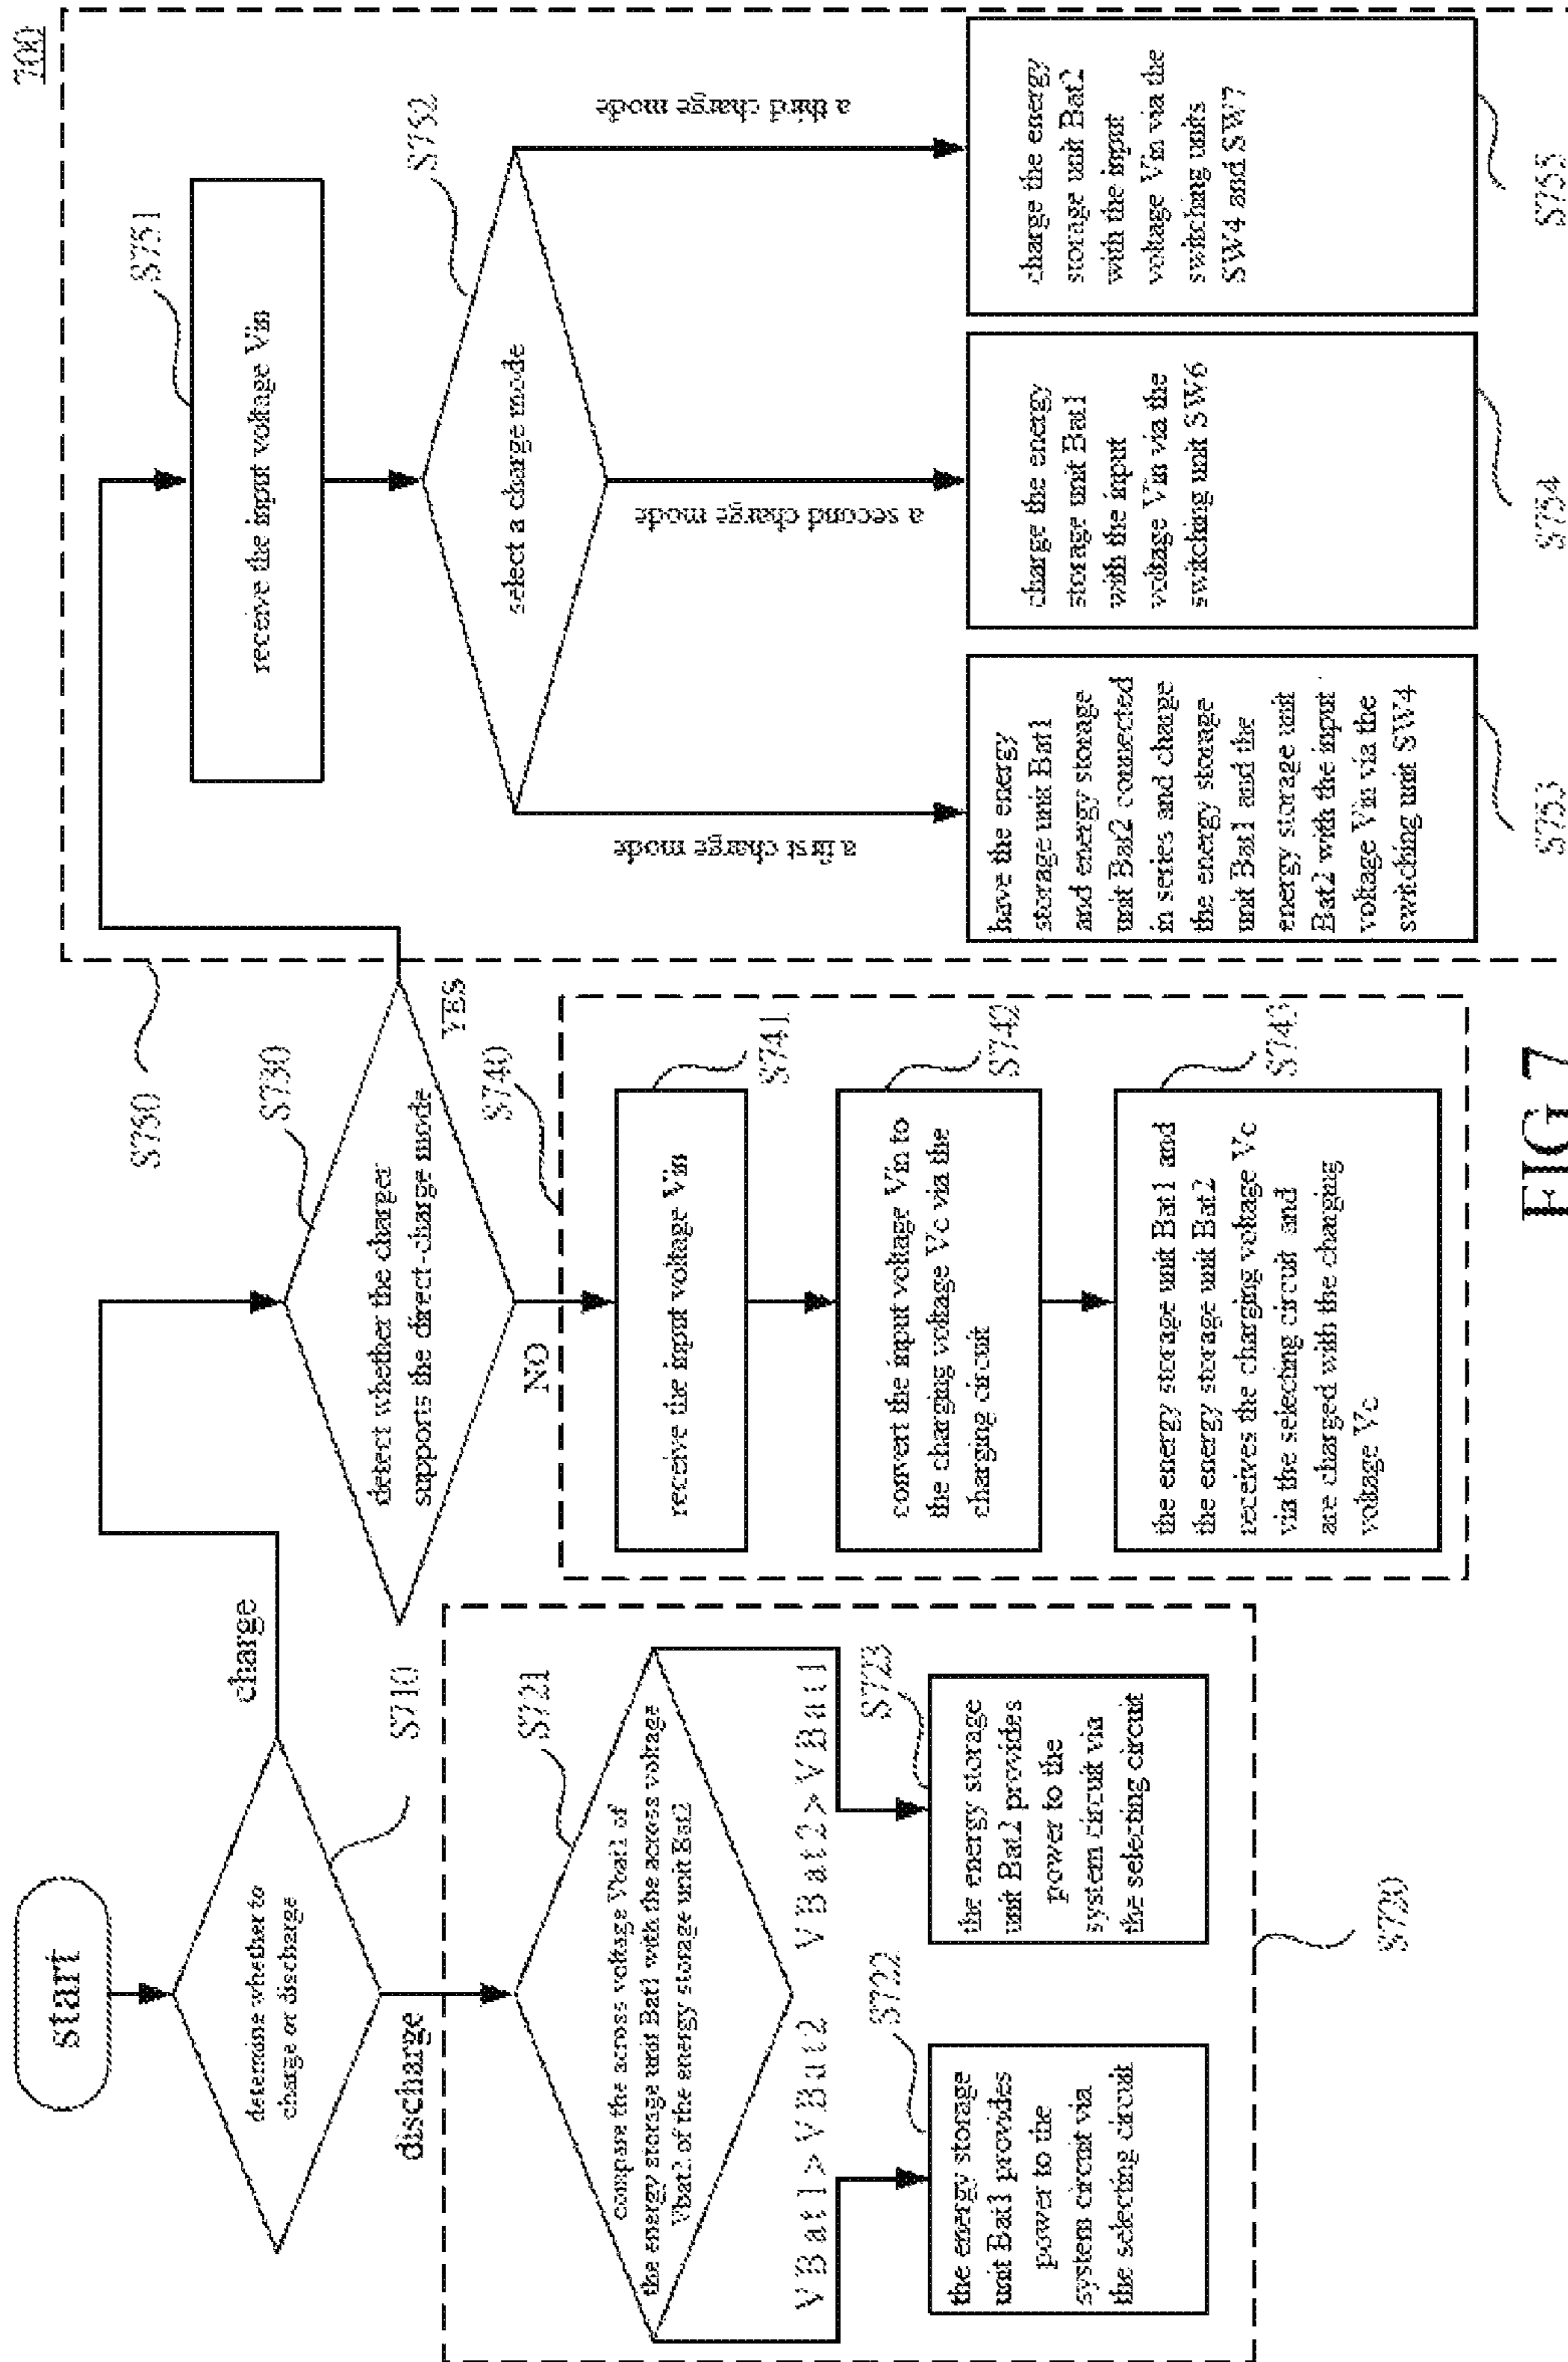 700
start
determine whether to
charge or discharge
S710
charge
discharge
S721
compare the across voltage Vbat1 of
the energy storage unit Bat1 with the across voltage
Vbat2 of the energy storage unit Bat2
VBat1>VBat2
VBat2>VBat1
S722
the energy storage
unit Bat1 provides
power to the
system circuit via
the selecting circuit
S723
the energy storage
unit Bat2 provides
power to the
system circuit via
the selecting circuit
S720
S730
detect whether the charger
supports the direct-charge mode
YES
NO
S740
receive the input voltage Vin
S741
convert the input voltage Vin to
the charging voltage Vc via the
charging circuit
S742
the energy storage unit Bat1 and
the energy storage unit Bat2
receives the charging voltage Vc
via the selecting circuit and
are charged with the charging
voltage Vc
S743
S750
S751
receive the input voltage Vin
S752
select a charge mode
a first charge mode
a second charge mode
a third charge mode
have the energy
storage unit Bat1
and energy storage
unit Bat2 connected
in series and charge
the energy storage
unit Bat1 and the
energy storage unit
Bat2 with the input
voltage Vin via the
switching unit SW4
S753
charge the energy
storage unit Bat1
with the input
voltage Vin via the
switching unit SW6
S754
charge the energy
storage unit Bat2
with the input
voltage Vin via the
switching units
SW4 and SW7
S755
FIG 7